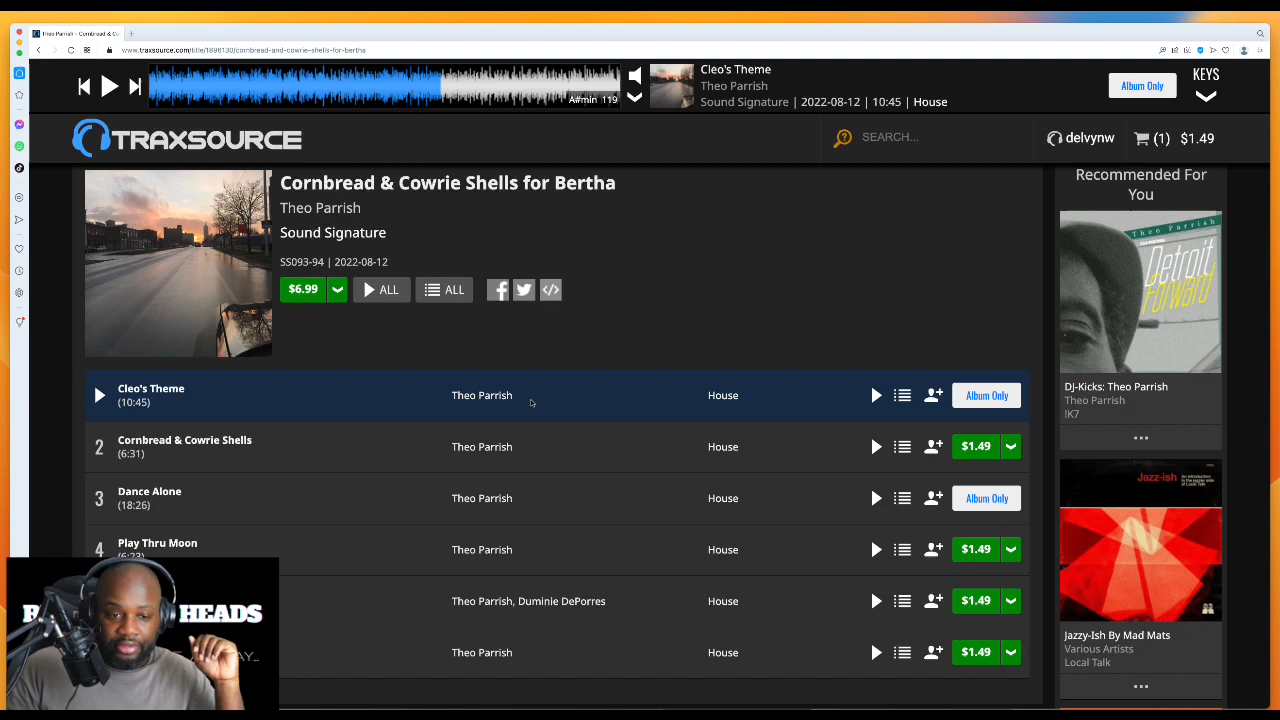 Theo Parrish - Cornbread & Co
www.traxsource.com/title/1896130/cornbread-and-cowrie-shells-for-bertha
A#min 119
Cleo's Theme
Theo Parrish
Sound Signature | 2022-08-12 | 10:45 | House
Album Only
KEYS
TRAXSOURCE
SEARCH...
delvynw
(1) $1.49
Cornbread & Cowrie Shells for Bertha
Theo Parrish
Sound Signature
SS093-94 | 2022-08-12
$6.99
ALL
ALL
Cleo's Theme
(10:45)
Theo Parrish
House
Album Only
2
Cornbread & Cowrie Shells
(6:31)
Theo Parrish
House
$1.49
3
Dance Alone
(18:26)
Theo Parrish
House
Album Only
4
Play Thru Moon
(6:23)
Theo Parrish
House
$1.49
Theo Parrish, Duminie DePorres
House
$1.49
Theo Parrish
House
$1.49
Recommended For
You
Theo Parrish
Detroit
Forward
DJ-Kicks: Theo Parrish
Theo Parrish
!K7
Jazz-ish
Jazzy-Ish By Mad Mats
Various Artists
Local Talk
HEADS